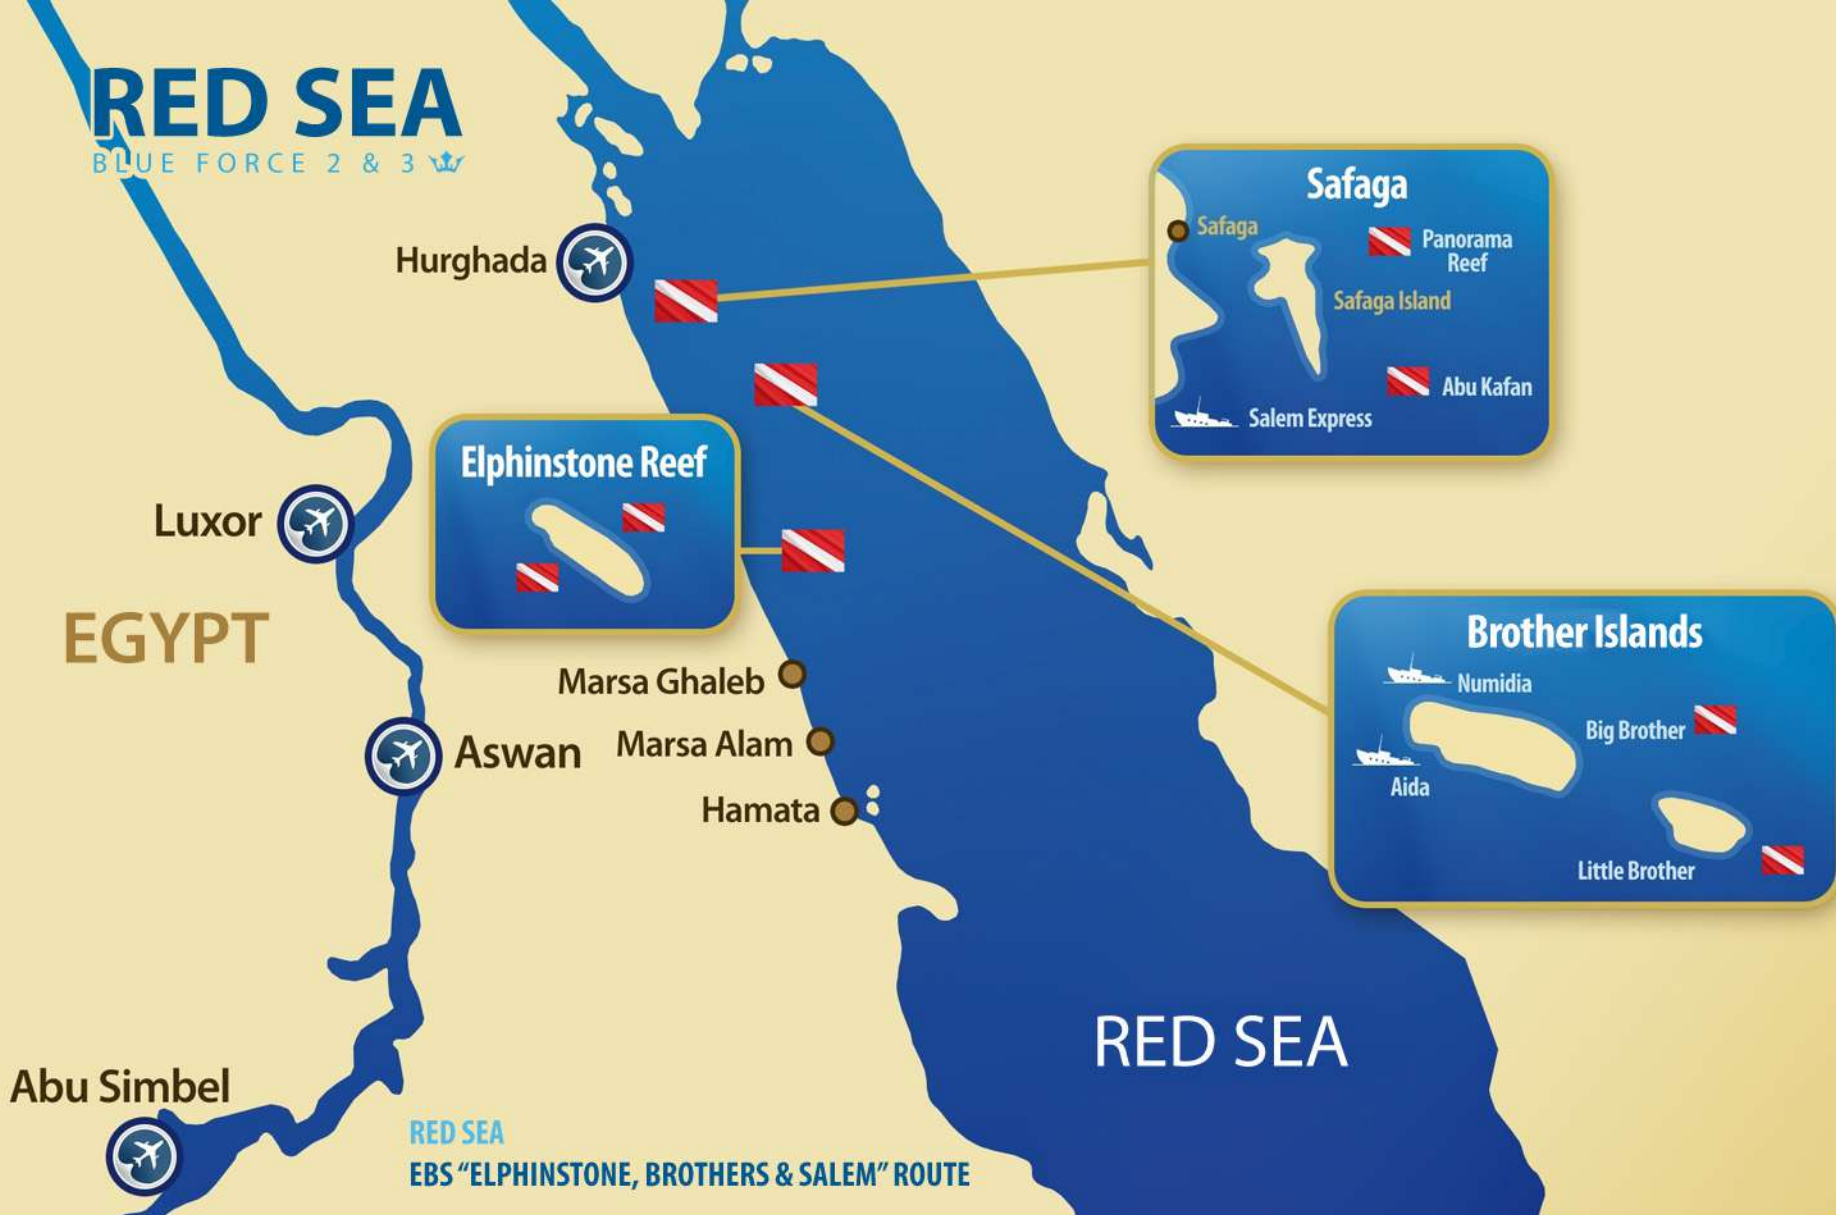 RED SEA
BLUE FORCE 2 & 3
Hurghada
Safaga
Safaga
Panorama
Reef
Safaga Island
Abu Kafan
Salem Express
Elphinstone Reef
Luxor
EGYPT
Brother Islands
Numidia
Big Brother
Aida
Little Brother
Marsa Ghaleb
Aswan
Marsa Alam
Hamata
RED SEA
Abu Simbel
RED SEA
EBS “ELPHINSTONE, BROTHERS & SALEM” ROUTE